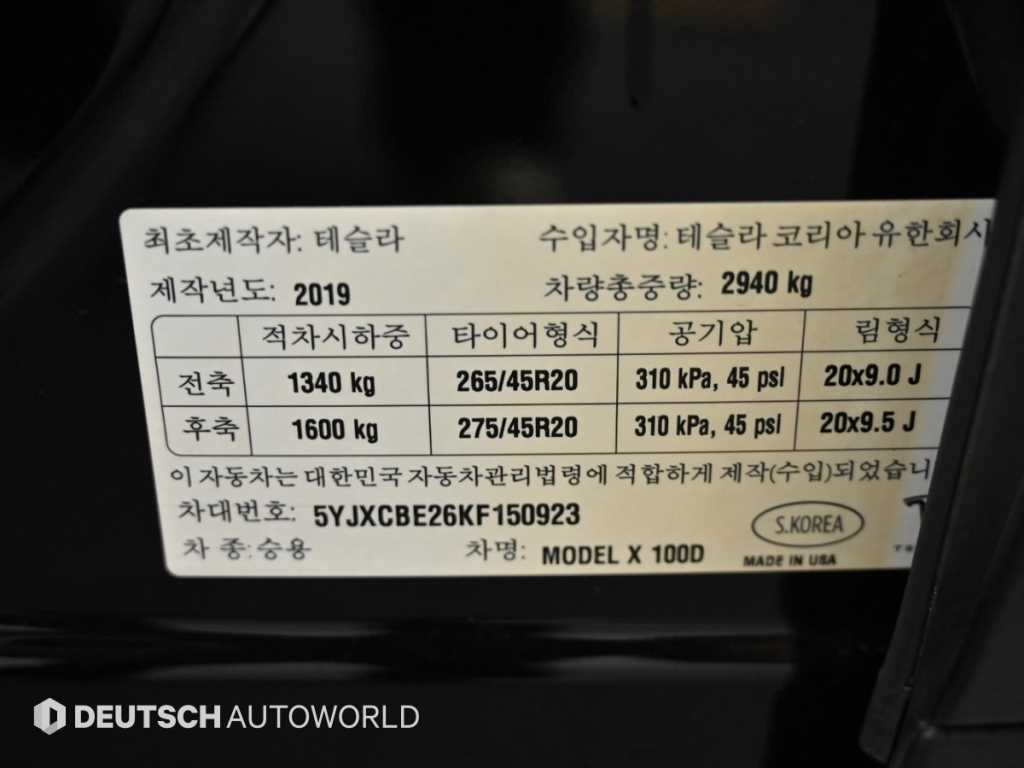 최초제작자: 테슬라 수입자명: 테슬라코리아유한회사
제작년도: 2019 차량총중량: 2940 kg
적차시하중 타이어형식 공기압 림형식
전축 1340 kg 265/45R20 310 kPa, 45 psi 20x9.0 J
후축 1600 kg 275/45R20 310 kPa, 45 psi 20x9.5 J
이 자동차는 대한민국 자동차관리법령에 적합하게 제작(수입)되었습니
차대번호: 5YJXCBE26KF150923
S.KOREA
차 종: 승용 차명: MODEL X 100D MADE IN USA
DEUTSCH AUTOWORLD